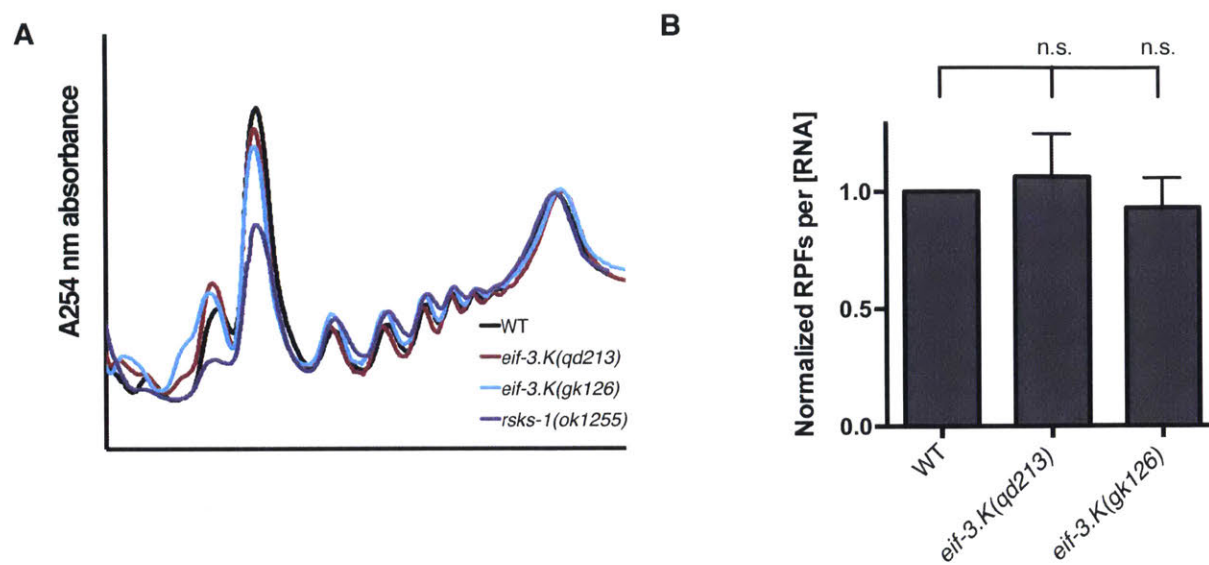 A
A254 nm absorbance
WT
eif-3.K(qd213)
eif-3.K(gk126)
rsks-1(ok1255)
B
n.s. n.s.
Normalized RPFs per [RNA]
1.0
0.5
0.0
WT
eif-3.K(qd213)
eif-3.K(gk126)